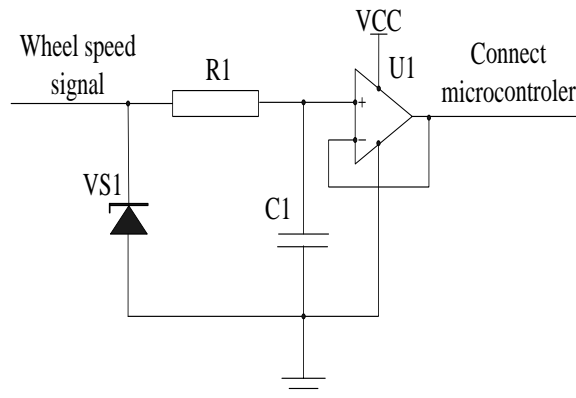 Wheel speed
signal
R1
VCC
U1
Connect
microcontroler
VS1
C1
+
−